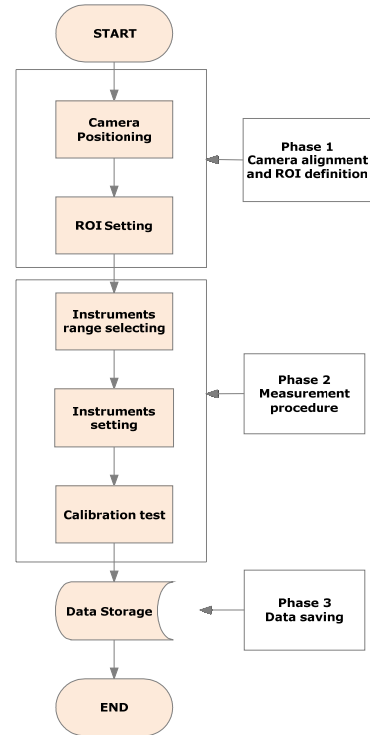 START
Camera
Positioning
Phase 1
Camera alignment
and ROI definition
ROI Setting
Instruments
range selecting
Phase 2
Measurement
procedure
Instruments
setting
Calibration test
Data Storage
Phase 3
Data saving
END